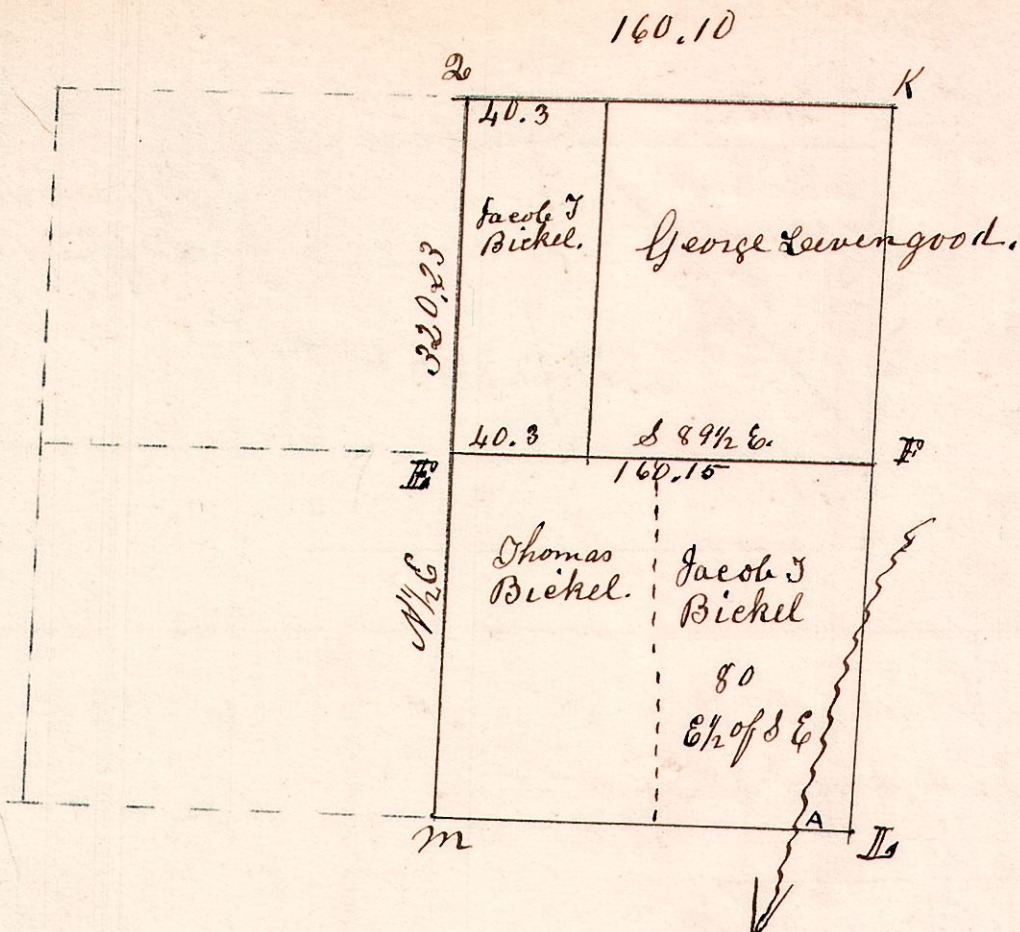 160.10
2
K
40.3
Jacob T
Bickel.
George Levengood.
320.23
40.3
S 89½ E.
E
F
160.15
Thomas
Bickel.
Jacob T
Bickel
N½E
80
E½ of S E
A
m
L